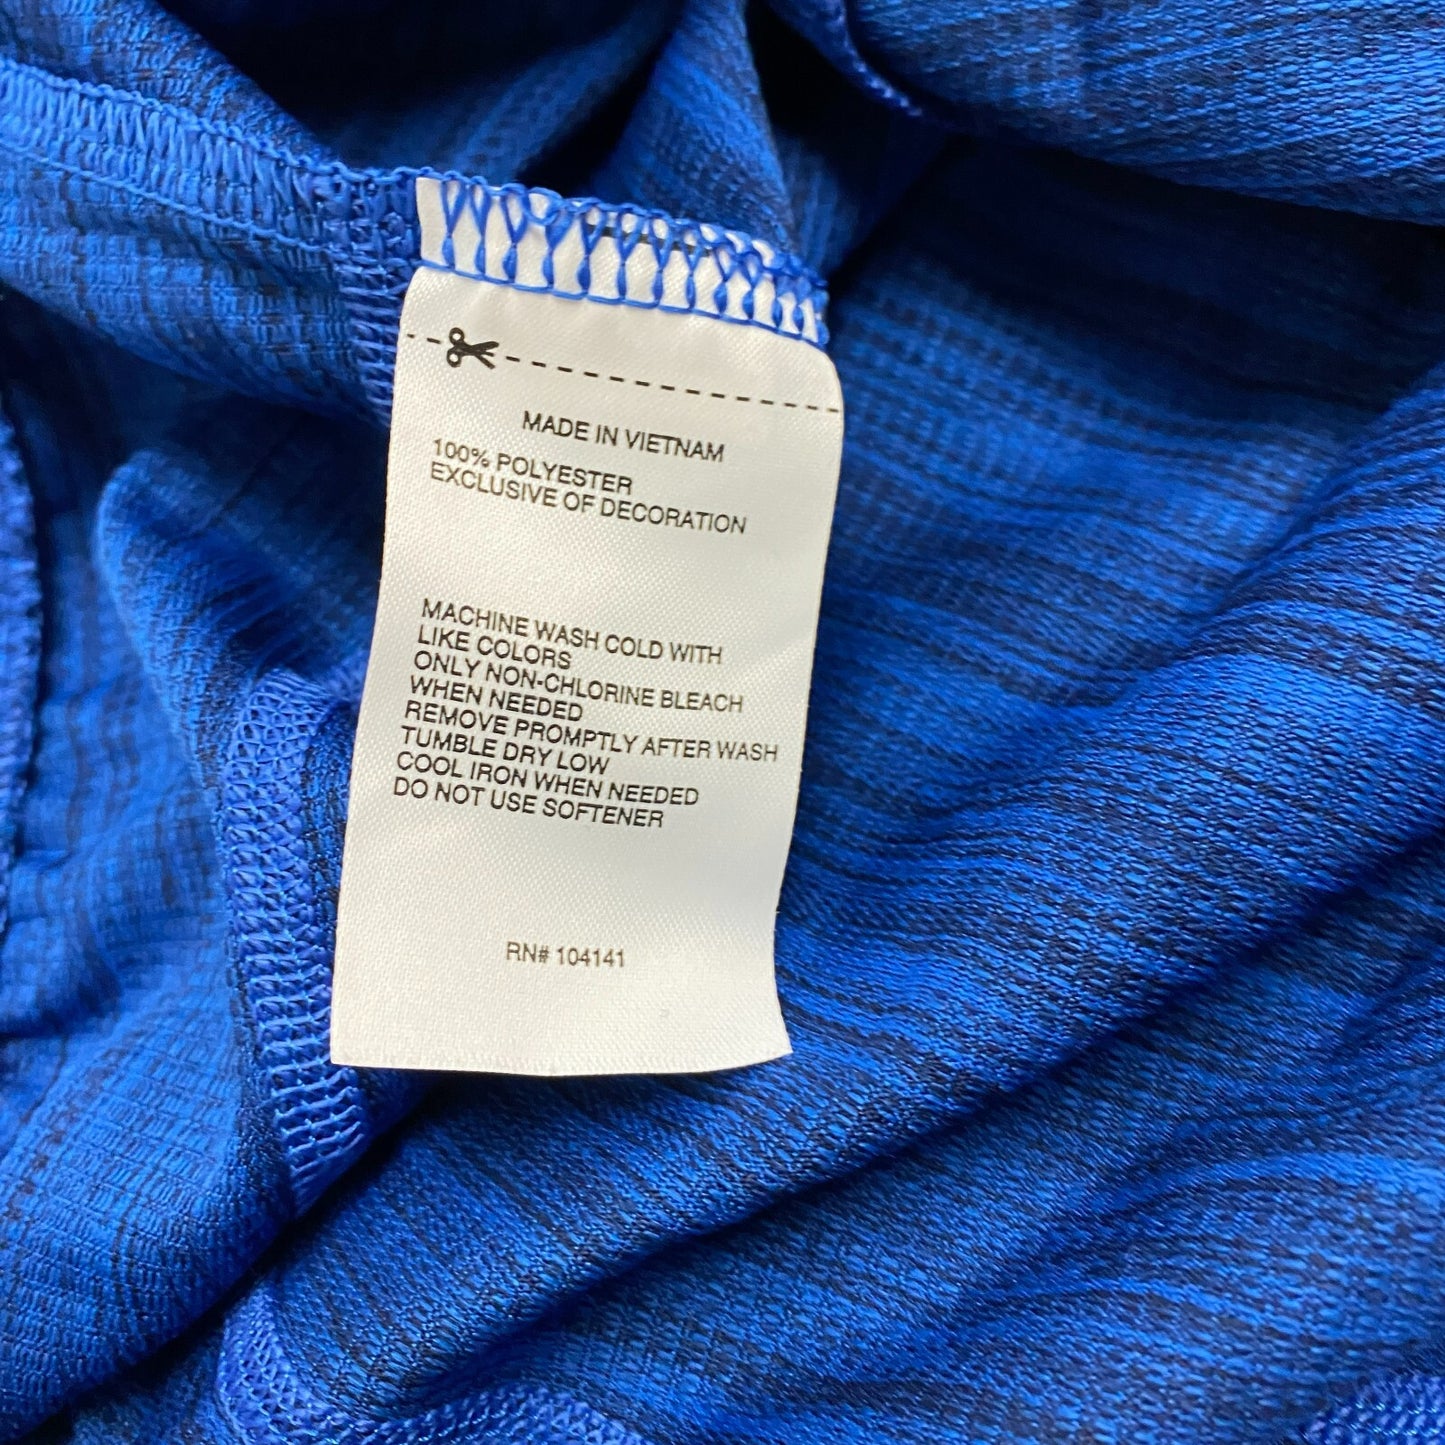 MADE IN VIETNAM
100% POLYESTER
EXCLUSIVE OF DECORATION
MACHINE WASH COLD WITH
LIKE COLORS
ONLY NON-CHLORINE BLEACH
WHEN NEEDED
REMOVE PROMPTLY AFTER WASH
TUMBLE DRY LOW
COOL IRON WHEN NEEDED
DO NOT USE SOFTENER
RN# 104141